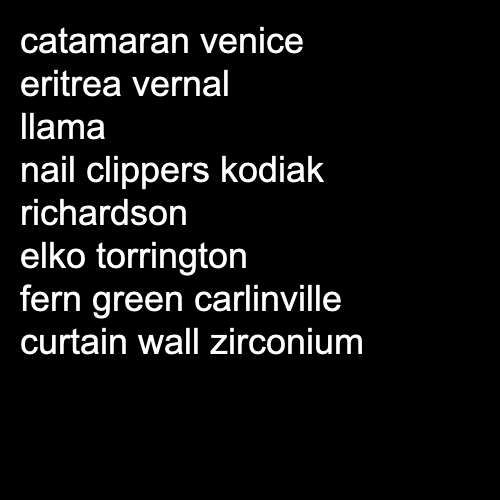 catamaran venice
eritrea vernal
llama
nail clippers kodiak
richardson
elko torrington
fern green carlinville
curtain wall zirconium